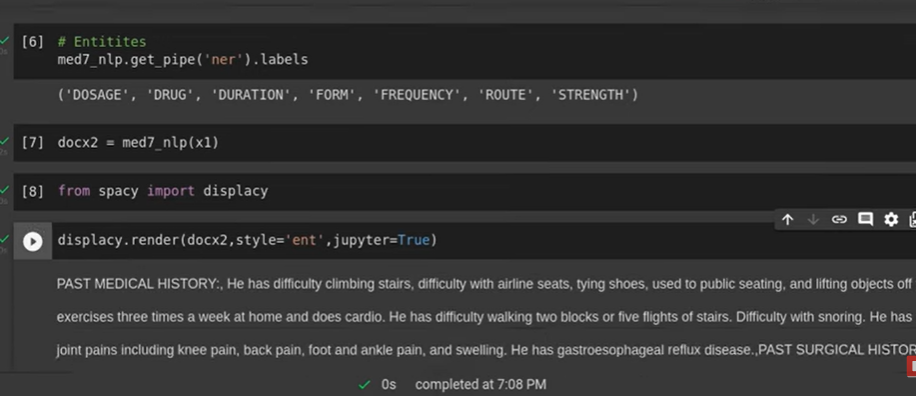 [6] # Entitites
med7_nlp.get_pipe('ner').labels
('DOSAGE', 'DRUG', 'DURATION', 'FORM', 'FREQUENCY', 'ROUTE', 'STRENGTH')
[7] docx2 = med7_nlp(x1)
[8] from spacy import displacy
displacy.render(docx2,style='ent',jupyter=True)
PAST MEDICAL HISTORY:, He has difficulty climbing stairs, difficulty with airline seats, tying shoes, used to public seating, and lifting objects off
exercises three times a week at home and does cardio. He has difficulty walking two blocks or five flights of stairs. Difficulty with snoring. He has
joint pains including knee pain, back pain, foot and ankle pain, and swelling. He has gastroesophageal reflux disease.,PAST SURGICAL HISTOR
0s completed at 7:08 PM